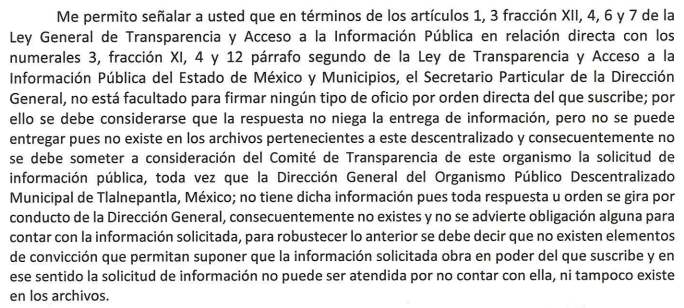 Me permito señalar a usted que en términos de los artículos 1, 3 fracción XII, 4, 6 y 7 de la
Ley General de Transparencia y Acceso a la Información Pública en relación directa con los
numerales 3, fracción XI, 4 y 12 párrafo segundo de la Ley de Transparencia y Acceso a la
Información Pública del Estado de México y Municipios, el Secretario Particular de la Dirección
General, no está facultado para firmar ningún tipo de oficio por orden directa del que suscribe; por
ello se debe considerarse que la respuesta no niega la entrega de información, pero no se puede
entregar pues no existe en los archivos pertenecientes a este descentralizado y consecuentemente no
se debe someter a consideración del Comité de Transparencia de este organismo la solicitud de
información pública, toda vez que la Dirección General del Organismo Público Descentralizado
Municipal de Tlalnepantla, México; no tiene dicha información pues toda respuesta u orden se gira por
conducto de la Dirección General, consecuentemente no existes y no se advierte obligación alguna para
contar con la información solicitada, para robustecer lo anterior se debe decir que no existen elementos
de convicción que permitan suponer que la información solicitada obra en poder del que suscribe y en
ese sentido la solicitud de información no puede ser atendida por no contar con ella, ni tampoco existe
en los archivos.